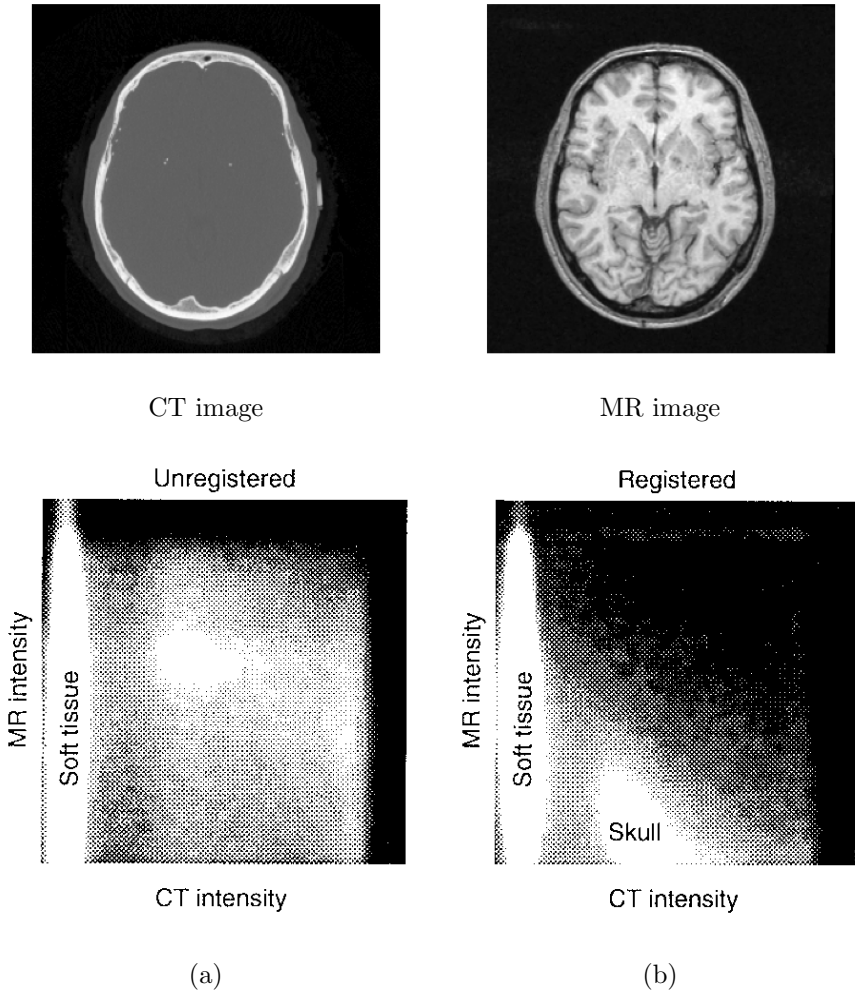 CT image
MR image
Unregistered
Registered
MR intensity
Soft tissue
MR intensity
Soft tissue
Skull
CT intensity
CT intensity
(a)
(b)